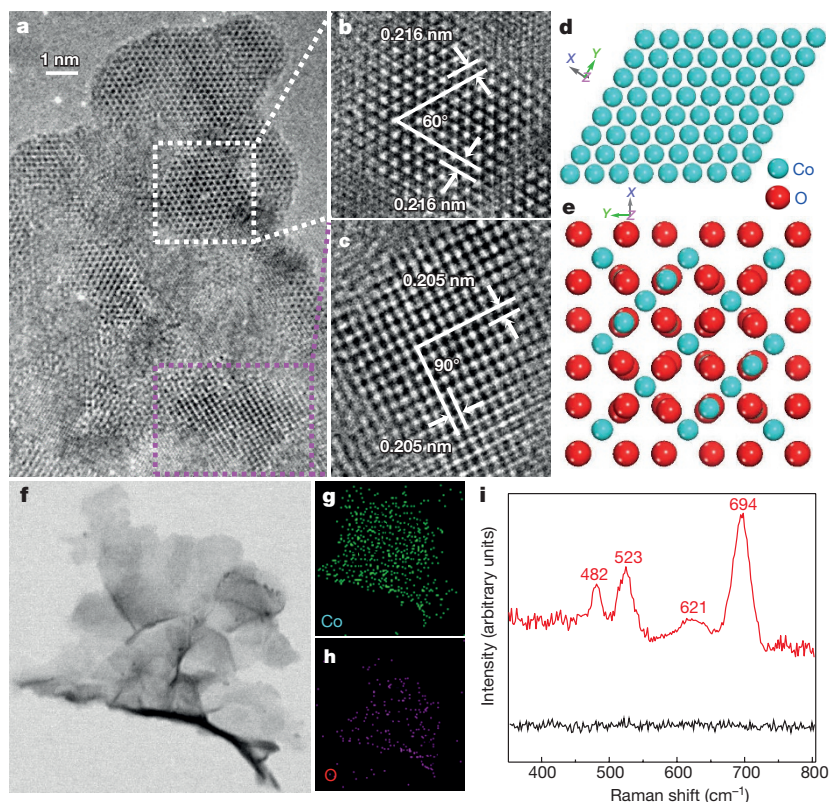 a
1 nm
b
0.216 nm
60°
0.216 nm
c
0.205 nm
90°
0.205 nm
d
X
Y
Z
Co
O
e
X
Y
Z
f
g
Co
h
O
i
694
482
523
621
Intensity (arbitrary units)
400
500
600
700
800
Raman shift (cm⁻¹)